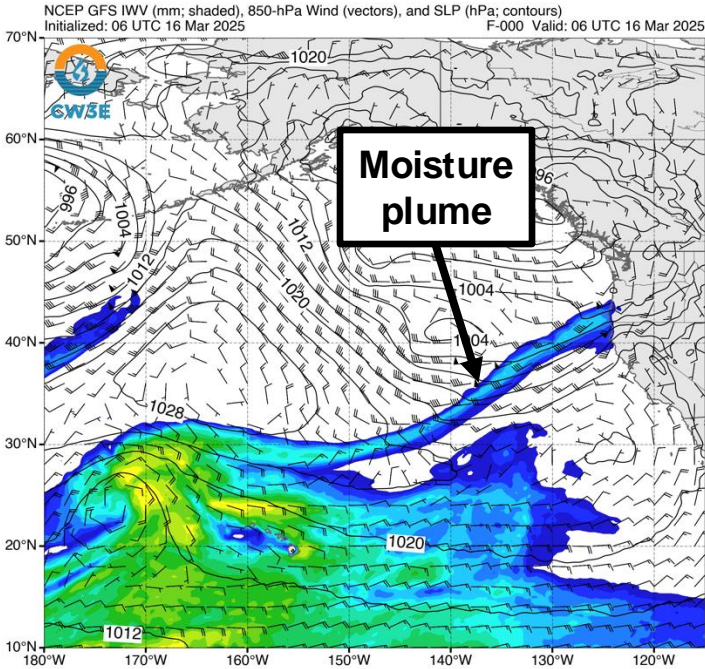 NCEP GFS IWV (mm; shaded), 850-hPa Wind (vectors), and SLP (hPa; contours)
Initialized: 06 UTC 16 Mar 2025 F-000 Valid: 06 UTC 16 Mar 2025
70°N
1020
CW3E
60°N
Moisture
plume
996
996
1004
1012
50°N
1012
1020
1004
40°N
1004
1028
30°N
20°N
1020
1012
10°N
180°W 170°W 160°W 150°W 140°W 130°W 120°W